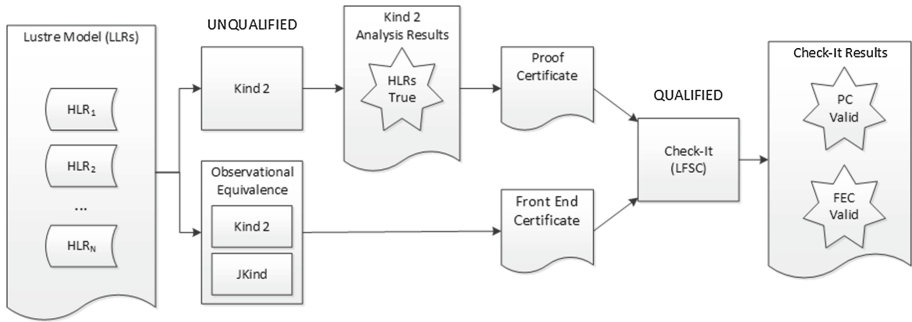 Lustre Model (LLRs)
HLR1
HLR2
...
HLRN
UNQUALIFIED
Kind 2
Observational
Equivalence
Kind 2
JKind
Kind 2
Analysis Results
HLRs
True
Proof
Certificate
Front End
Certificate
QUALIFIED
Check-It
(LFSC)
Check-It Results
PC
Valid
FEC
Valid